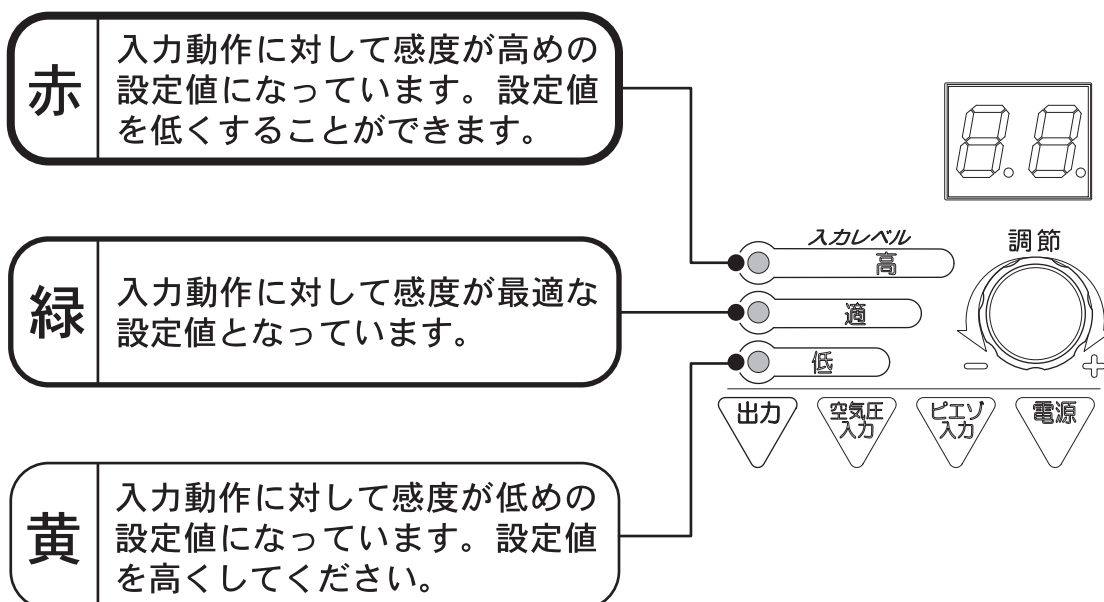 赤
入力動作に対して感度が高めの
設定値になっています。設定値
を低くすることができます。
緑
入力動作に対して感度が最適な
設定値となっています。
黄
入力動作に対して感度が低めの
設定値になっています。設定値
を高くしてください。
8.8.
入力レベル
高
適
低
調節
－ ＋
出力
空気圧
入力
ピエゾ
入力
電源